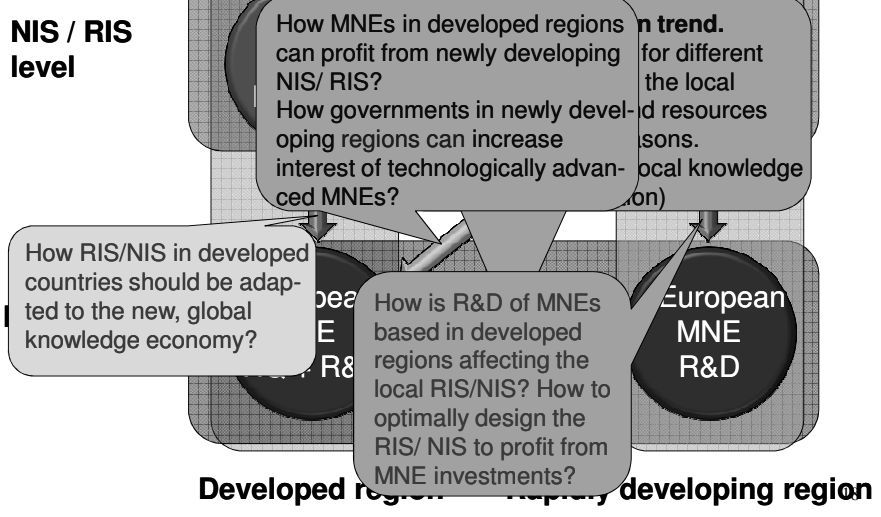 NIS / RIS
level
How MNEs in developed regions
can profit from newly developing
NIS/ RIS?
How governments in newly devel-
oping regions can increase
interest of technologically advan-
ced MNEs?
trend.
for different
the local
resources
local knowledge
How RIS/NIS in developed
countries should be adap-
ted to the new, global
knowledge economy?
How is R&D of MNEs
based in developed
regions affecting the
local RIS/NIS? How to
optimally design the
RIS/ NIS to profit from
MNE investments?
European
MNE
R&D
Developed region
Rapidly developing region